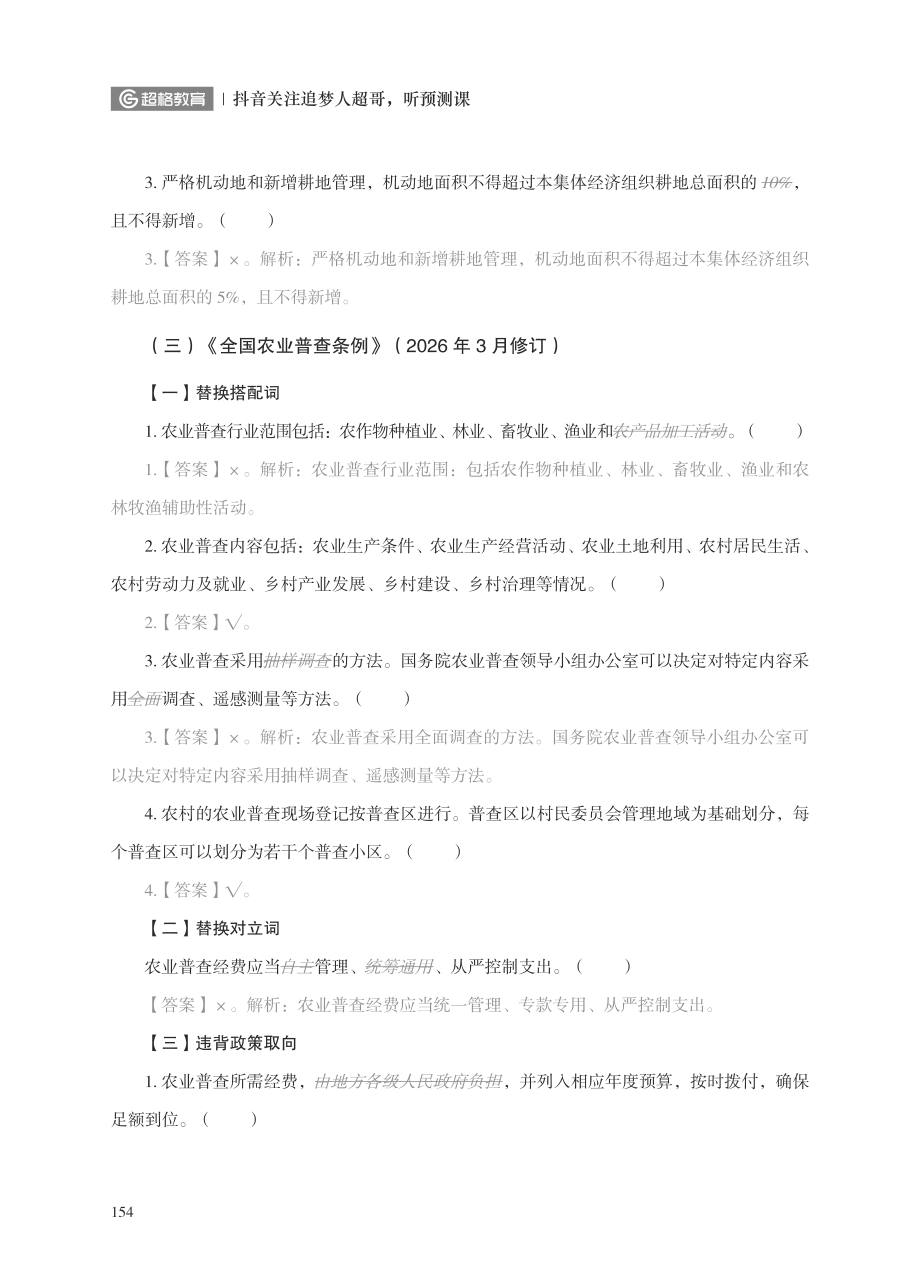 超格教育 | 抖音关注追梦人超哥，听预测课
3. 严格机动地和新增耕地管理，机动地面积不得超过本集体经济组织耕地总面积的 10%，
且不得新增。（　　）
3.【答案】×。解析：严格机动地和新增耕地管理，机动地面积不得超过本集体经济组织
耕地总面积的 5%，且不得新增。
（三）《全国农业普查条例》（2026 年 3 月修订）
【一】替换搭配词
1. 农业普查行业范围包括：农作物种植业、林业、畜牧业、渔业和农产品加工活动。（　　）
1.【答案】×。解析：农业普查行业范围：包括农作物种植业、林业、畜牧业、渔业和农
林牧渔辅助性活动。
2. 农业普查内容包括：农业生产条件、农业生产经营活动、农业土地利用、农村居民生活、
农村劳动力及就业、乡村产业发展、乡村建设、乡村治理等情况。（　　）
2.【答案】√。
3. 农业普查采用抽样调查的方法。国务院农业普查领导小组办公室可以决定对特定内容采
用全面调查、遥感测量等方法。（　　）
3.【答案】×。解析：农业普查采用全面调查的方法。国务院农业普查领导小组办公室可
以决定对特定内容采用抽样调查、遥感测量等方法。
4. 农村的农业普查现场登记按普查区进行。普查区以村民委员会管理地域为基础划分，每
个普查区可以划分为若干个普查小区。（　　）
4.【答案】√。
【二】替换对立词
农业普查经费应当自主管理、统筹通用、从严控制支出。（　　）
【答案】×。解析：农业普查经费应当统一管理、专款专用、从严控制支出。
【三】违背政策取向
1. 农业普查所需经费，由地方各级人民政府负担，并列入相应年度预算，按时拨付，确保
足额到位。（　　）
154